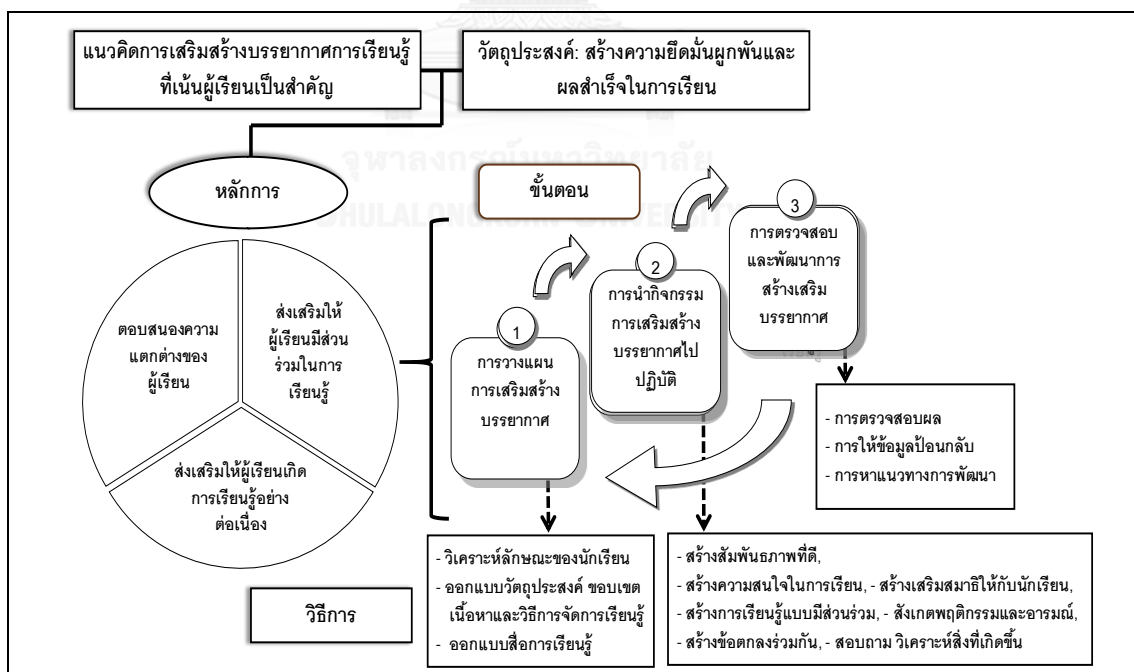 แนวคิดการเสริมสร้างบรรยากาศการเรียนรู้
ที่เน้นผู้เรียนเป็นสำคัญ
วัตถุประสงค์: สร้างความยึดมั่นผูกพันและ
ผลสำเร็จในการเรียน
จุฬาลงกรณ์มหาวิทยาลัย
CHULALONGKORN UNIVERSITY
หลักการ
ขั้นตอน
ตอบสนองความ
แตกต่างของ
ผู้เรียน
ส่งเสริมให้
ผู้เรียนมีส่วน
ร่วมในการ
เรียนรู้
ส่งเสริมให้ผู้เรียนเกิด
การเรียนรู้อย่าง
ต่อเนื่อง
1
การวางแผน
การเสริมสร้าง
บรรยากาศ
2
การนำกิจกรรม
การเสริมสร้าง
บรรยากาศไป
ปฏิบัติ
3
การตรวจสอบ
และพัฒนาการ
สร้างเสริม
บรรยากาศ
- การตรวจสอบผล
- การให้ข้อมูลป้อนกลับ
- การหาแนวทางการพัฒนา
วิธีการ
- วิเคราะห์ลักษณะของนักเรียน
- ออกแบบวัตถุประสงค์ ขอบเขต
เนื้อหาและวิธีการจัดการเรียนรู้
- ออกแบบสื่อการเรียนรู้
- สร้างสัมพันธภาพที่ดี,
- สร้างความสนใจในการเรียน, - สร้างเสริมสมาธิให้กับนักเรียน,
- สร้างการเรียนรู้แบบมีส่วนร่วม, - สังเกตพฤติกรรมและอารมณ์,
- สร้างข้อตกลงร่วมกัน, - สอบถาม วิเคราะห์สิ่งที่เกิดขึ้น